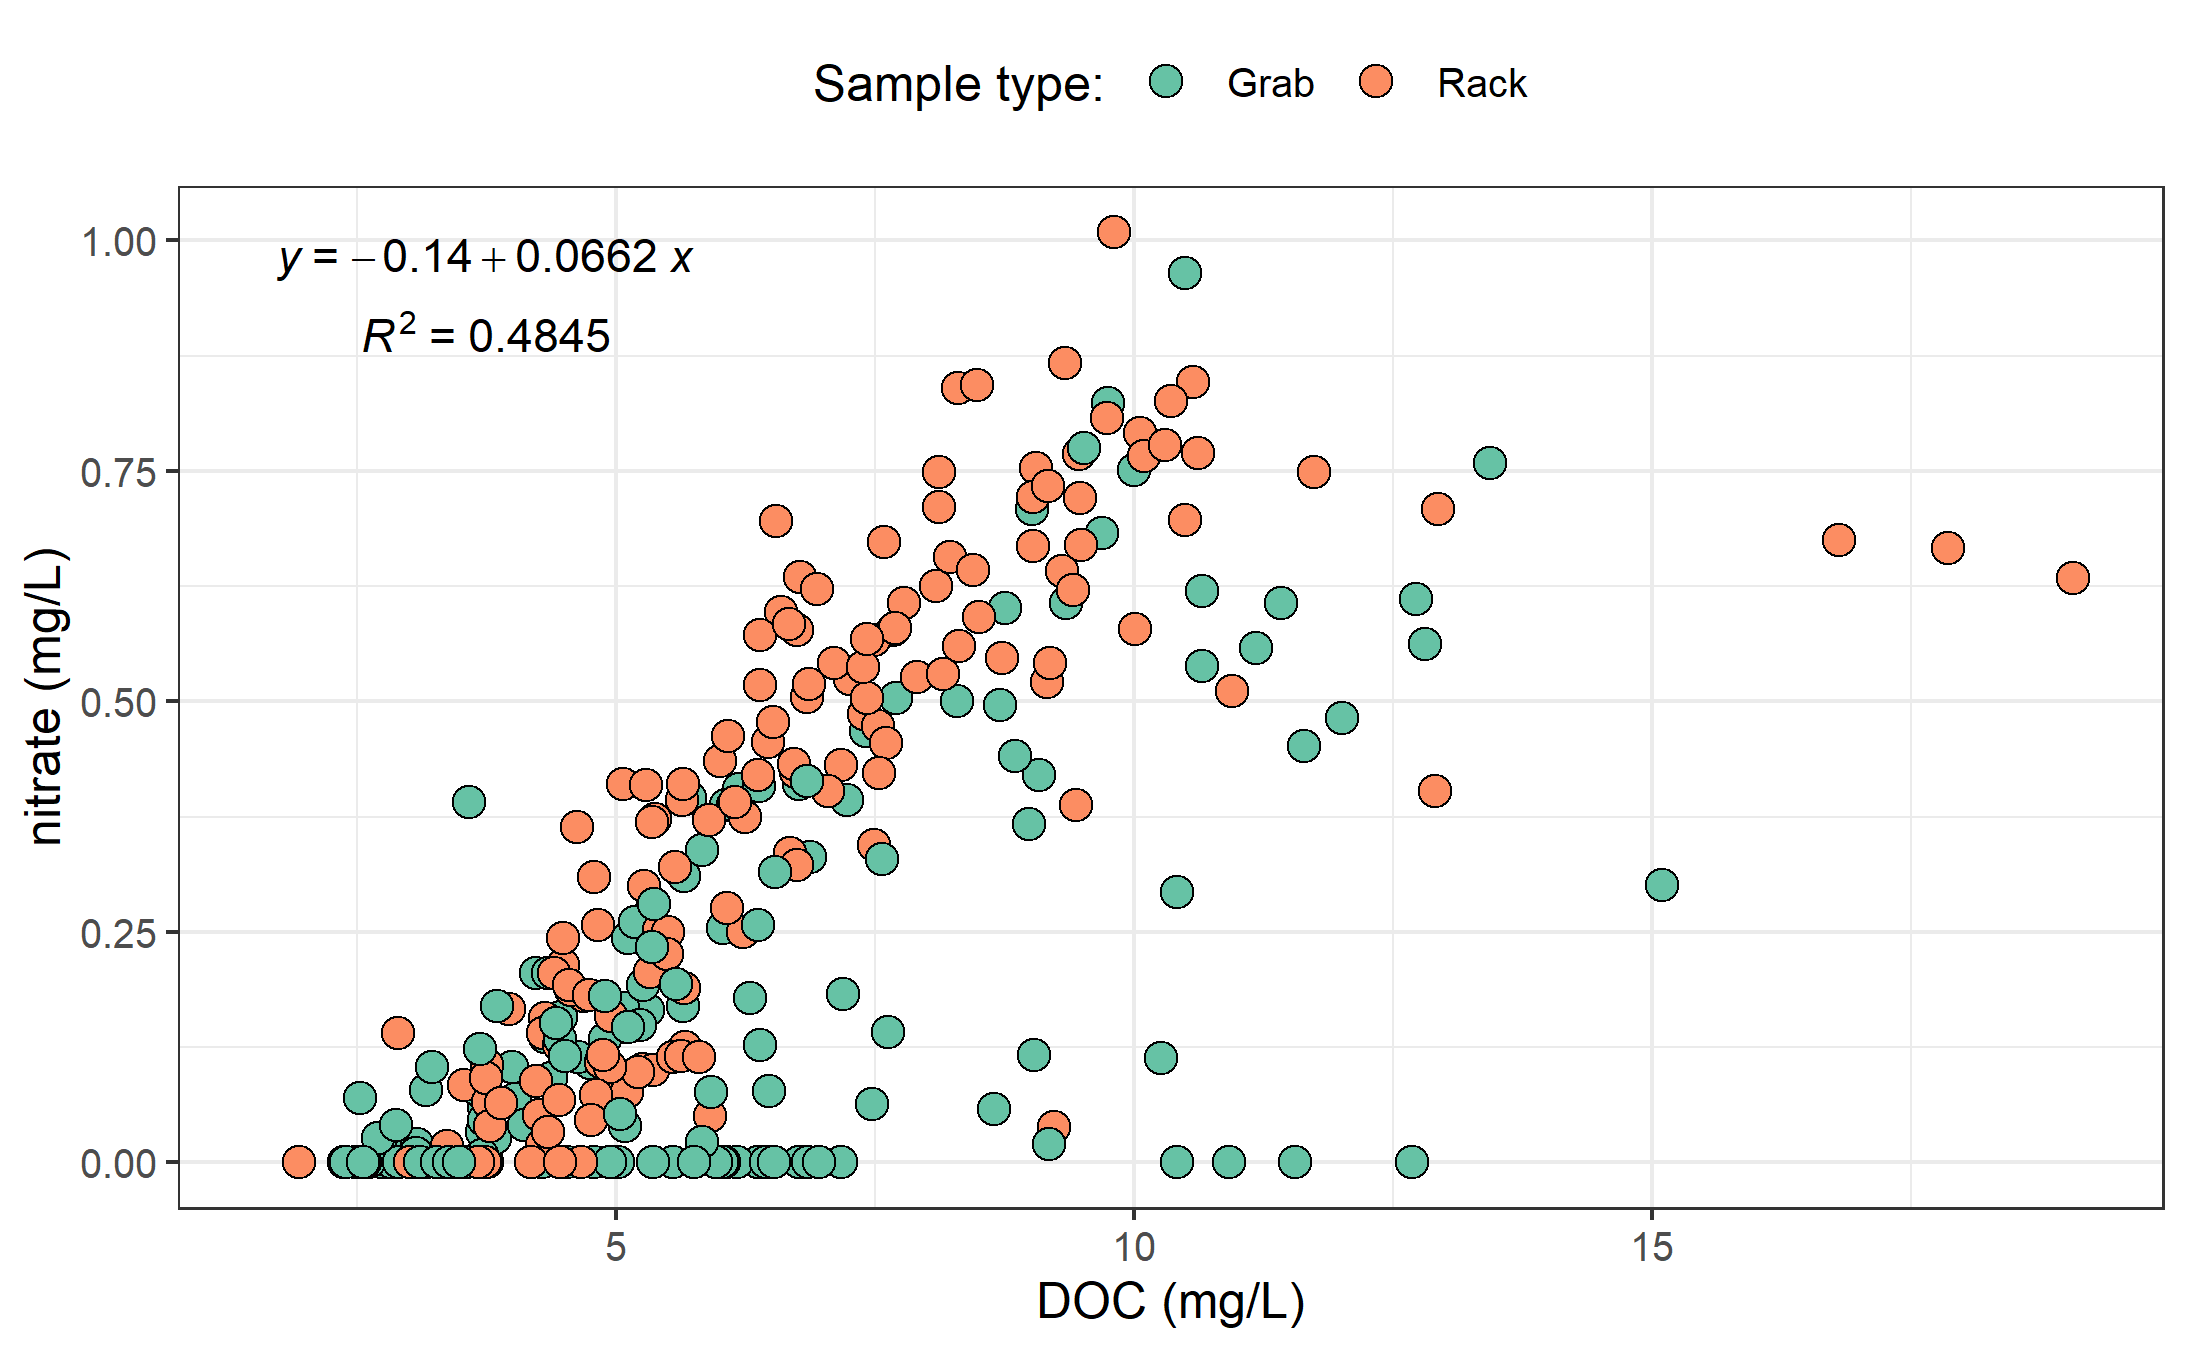 Sample type: Grab Rack
y = −0.14 + 0.0662 x
R² = 0.4845
1.00
0.75
0.50
0.25
0.00
nitrate (mg/L)
5 10 15
DOC (mg/L)